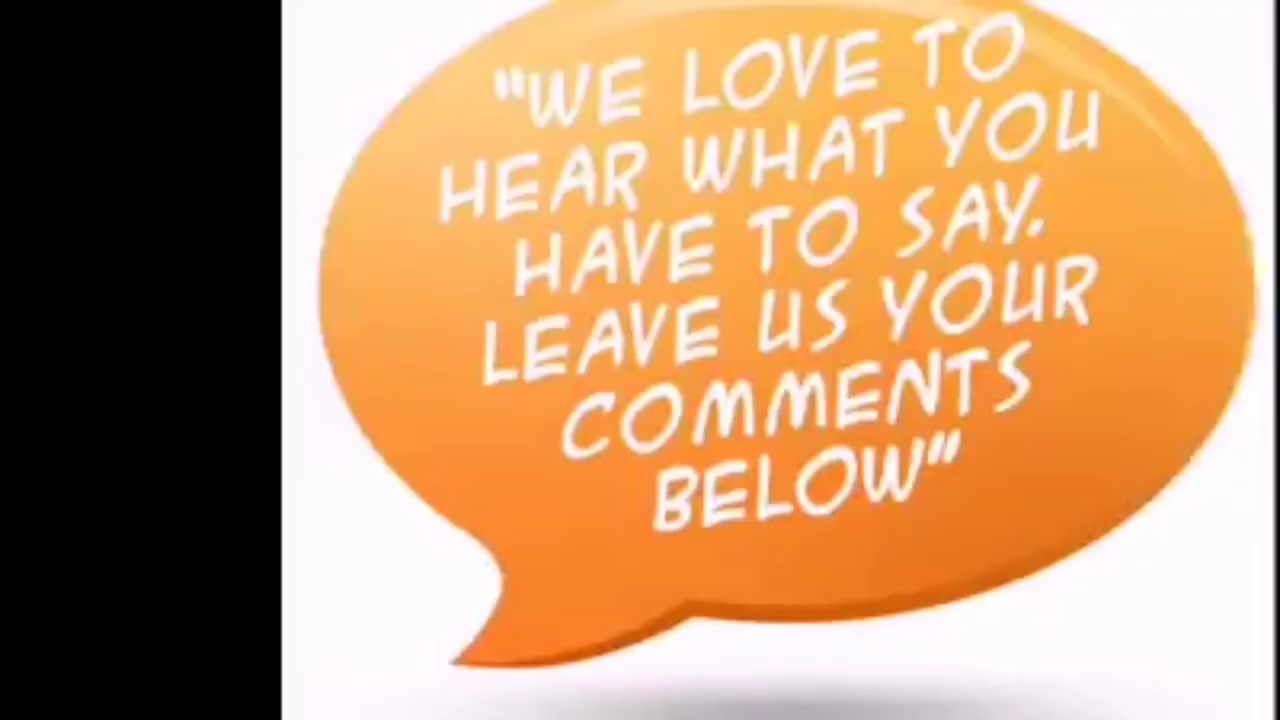 "WE LOVE TO
HEAR WHAT YOU
HAVE TO SAY.
LEAVE US YOUR
COMMENTS
BELOW"